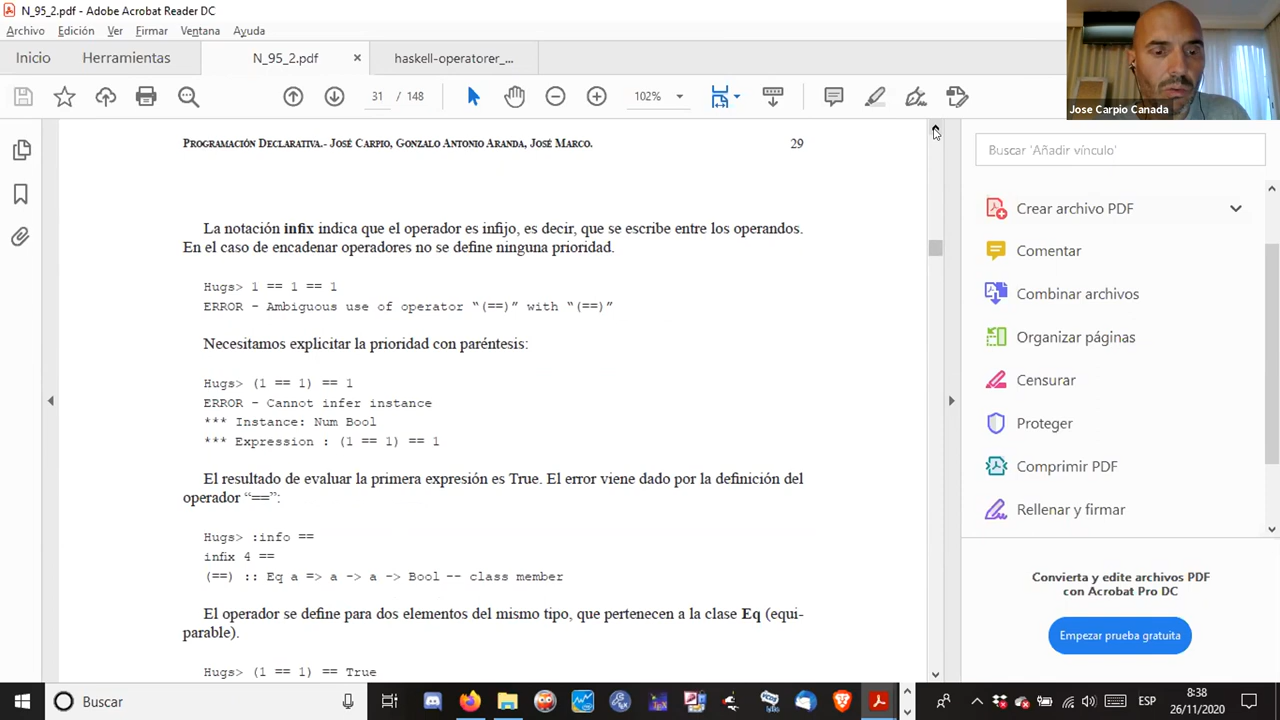 N_95_2.pdf - Adobe Acrobat Reader DC
Archivo Edición Ver Firmar Ventana Ayuda
Inicio Herramientas N_95_2.pdf × haskell-operatorer_...
31 / 148 102%
Jose Carpio Canada
PROGRAMACIÓN DECLARATIVA.- JOSÉ CARPIO, GONZALO ANTONIO ARANDA, JOSÉ MARCO. 29
La notación infix indica que el operador es infijo, es decir, que se escribe entre los operandos.
En el caso de encadenar operadores no se define ninguna prioridad.
Hugs> 1 == 1 == 1
ERROR - Ambiguous use of operator “(==)” with “(==)”
Necesitamos explicitar la prioridad con paréntesis:
Hugs> (1 == 1) == 1
ERROR - Cannot infer instance
*** Instance: Num Bool
*** Expression : (1 == 1) == 1
El resultado de evaluar la primera expresión es True. El error viene dado por la definición del
operador “==”:
Hugs> :info ==
infix 4 ==
(==) :: Eq a => a -> a -> Bool -- class member
El operador se define para dos elementos del mismo tipo, que pertenecen a la clase Eq (equi-
parable).
Hugs> (1 == 1) == True
Buscar 'Añadir vínculo'
Crear archivo PDF
Comentar
Combinar archivos
Organizar páginas
Censurar
Proteger
Comprimir PDF
Rellenar y firmar
Convierta y edite archivos PDF
con Acrobat Pro DC
Empezar prueba gratuita
Buscar
ESP
8:38
26/11/2020